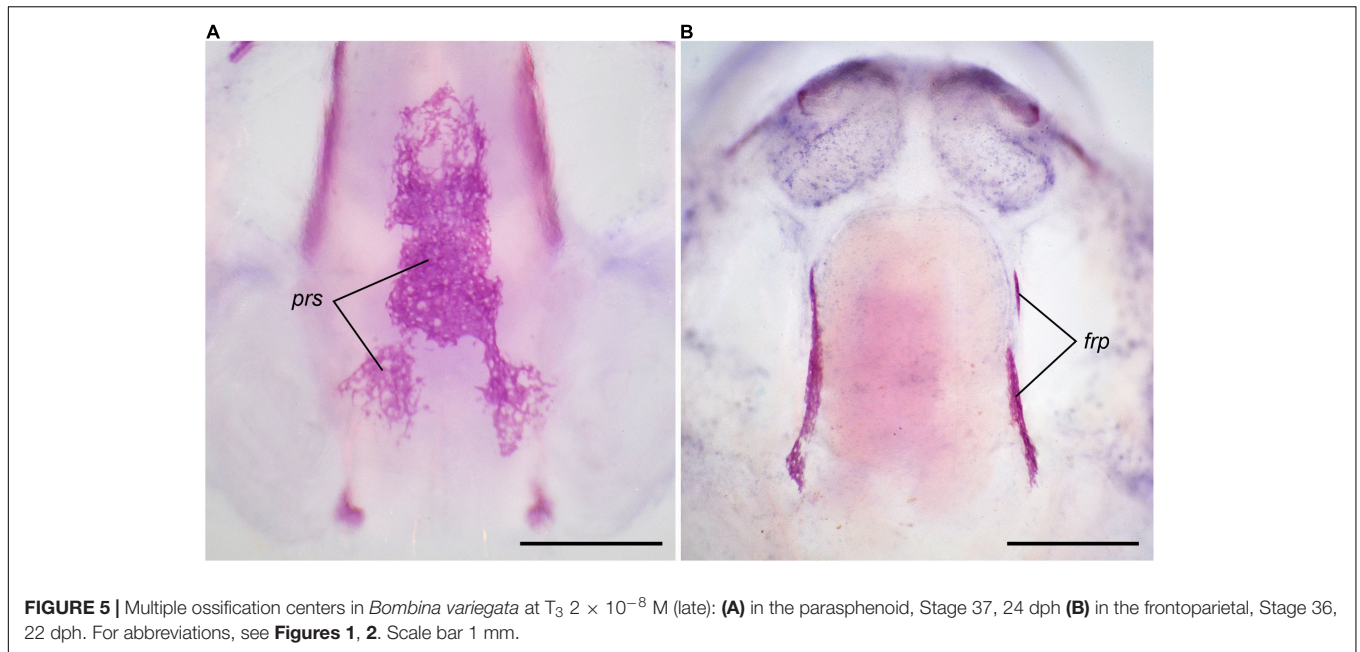 A
B
prs
frp
FIGURE 5 | Multiple ossification centers in Bombina variegata at T₃ 2 × 10⁻⁸ M (late): (A) in the parasphenoid, Stage 37, 24 dph (B) in the frontoparietal, Stage 36,
22 dph. For abbreviations, see Figures 1, 2. Scale bar 1 mm.